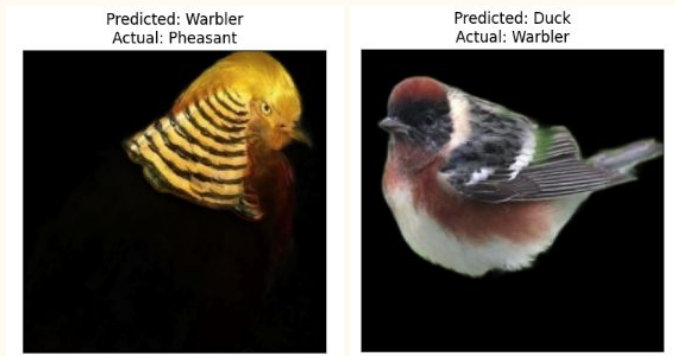 Predicted: Warbler
Actual: Pheasant
Predicted: Duck
Actual: Warbler